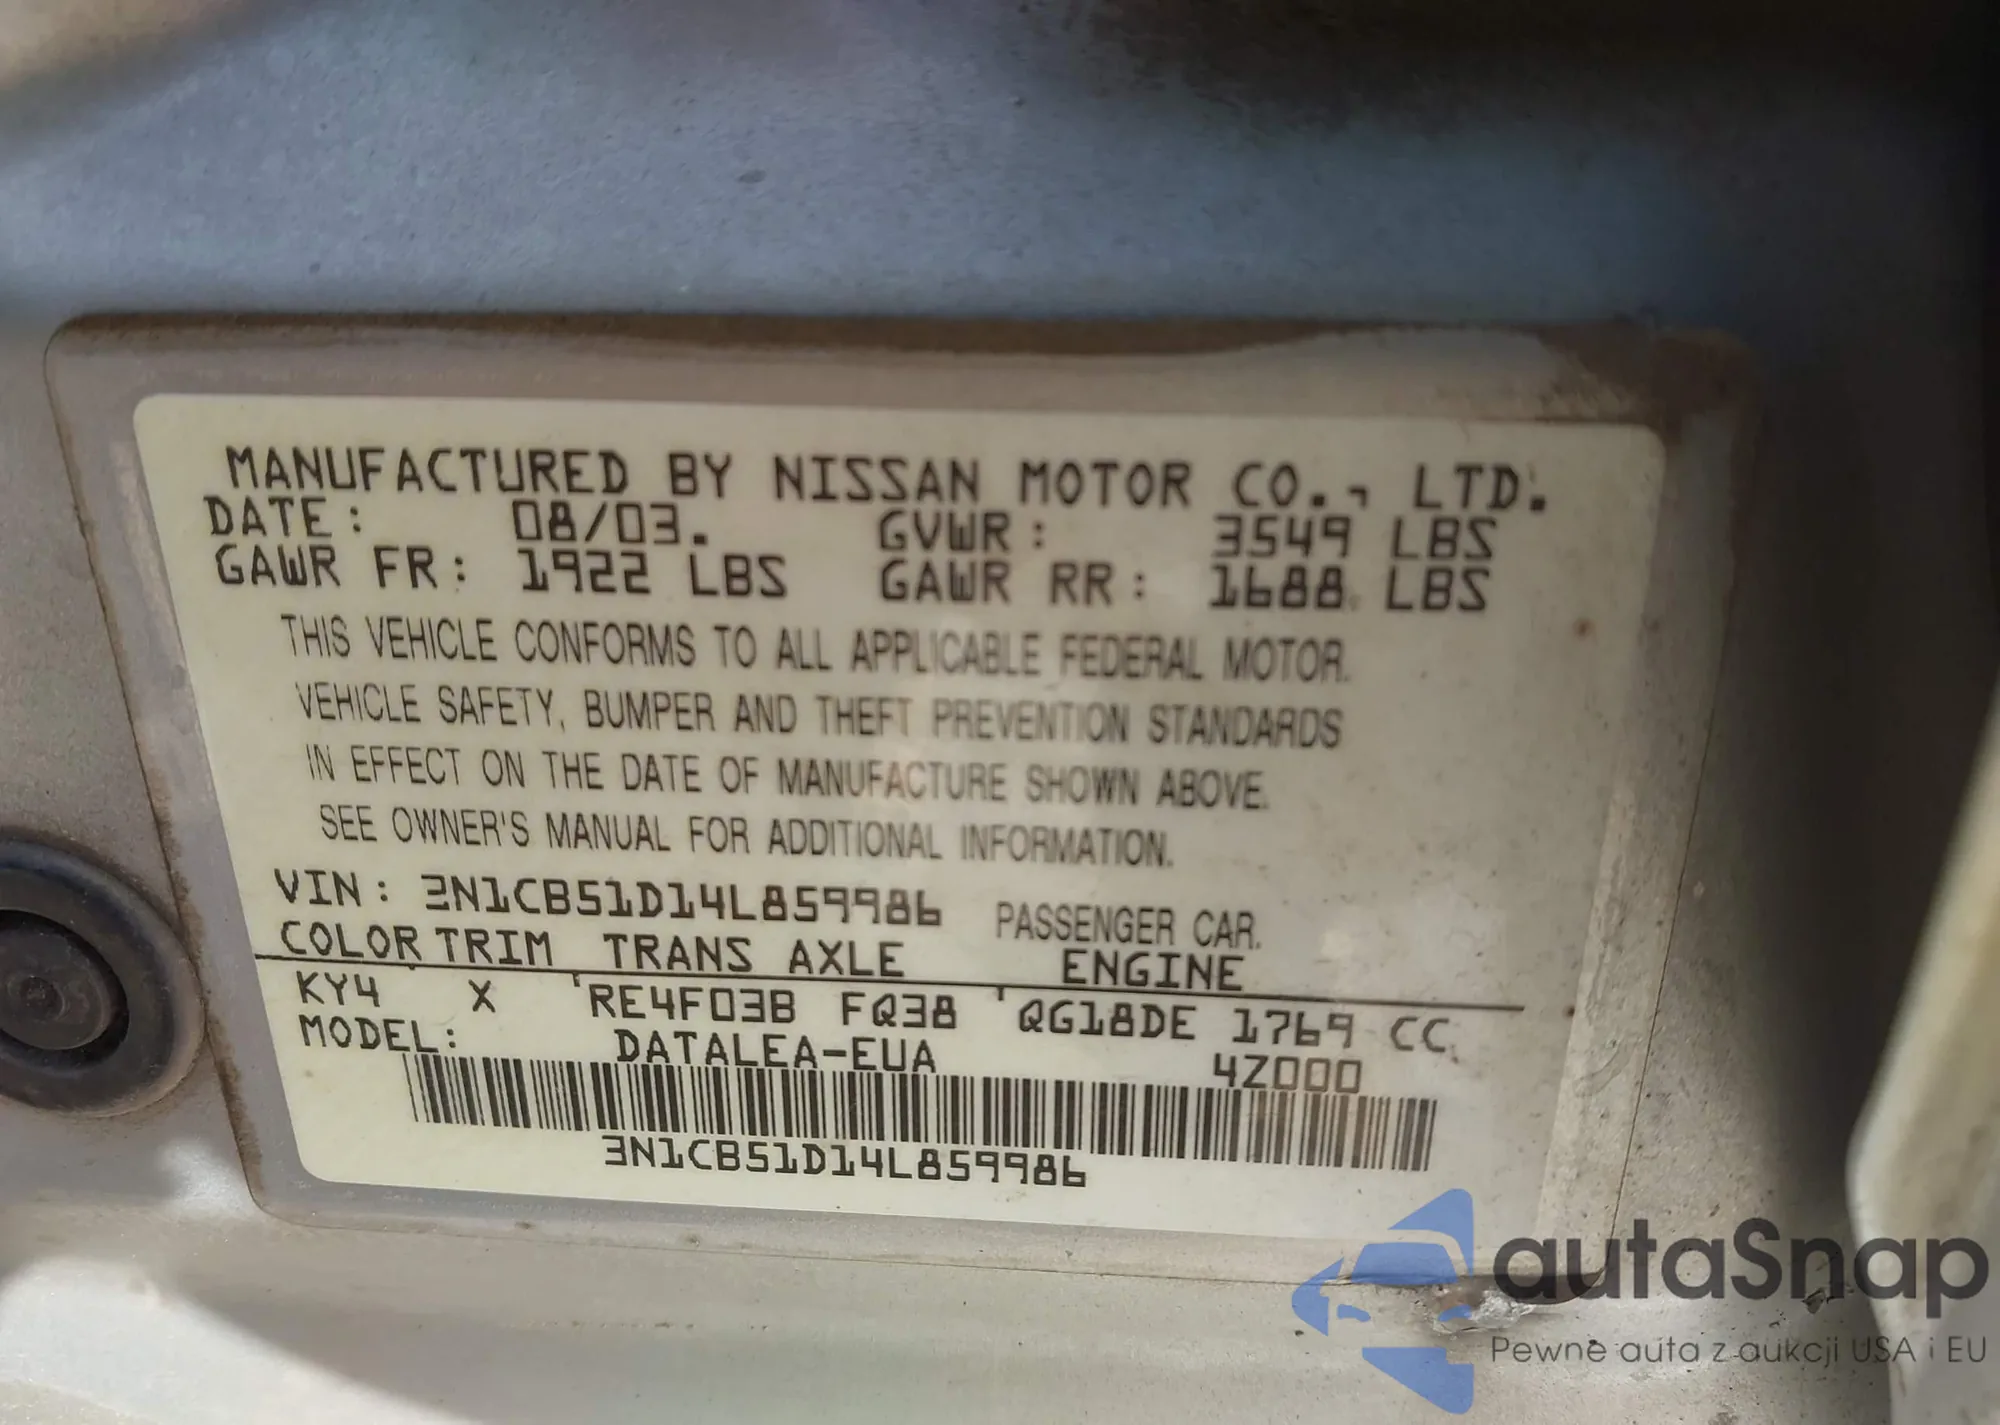 MANUFACTURED BY NISSAN MOTOR CO., LTD.
DATE: 08/03. GVWR: 3549 LBS
GAWR FR: 1922 LBS GAWR RR: 1688 LBS
THIS VEHICLE CONFORMS TO ALL APPLICABLE FEDERAL MOTOR
VEHICLE SAFETY, BUMPER AND THEFT PREVENTION STANDARDS
IN EFFECT ON THE DATE OF MANUFACTURE SHOWN ABOVE.
SEE OWNER'S MANUAL FOR ADDITIONAL INFORMATION.
VIN: 3N1CB51D14L859986 PASSENGER CAR.
COLOR TRIM TRANS AXLE ENGINE
KY4 X RE4F03B FQ38 QG18DE 1769 CC
MODEL: DATALEA-EUA 4Z000
3N1CB51D14L859986
autaSnap
Pewne auta z aukcji USA i EU